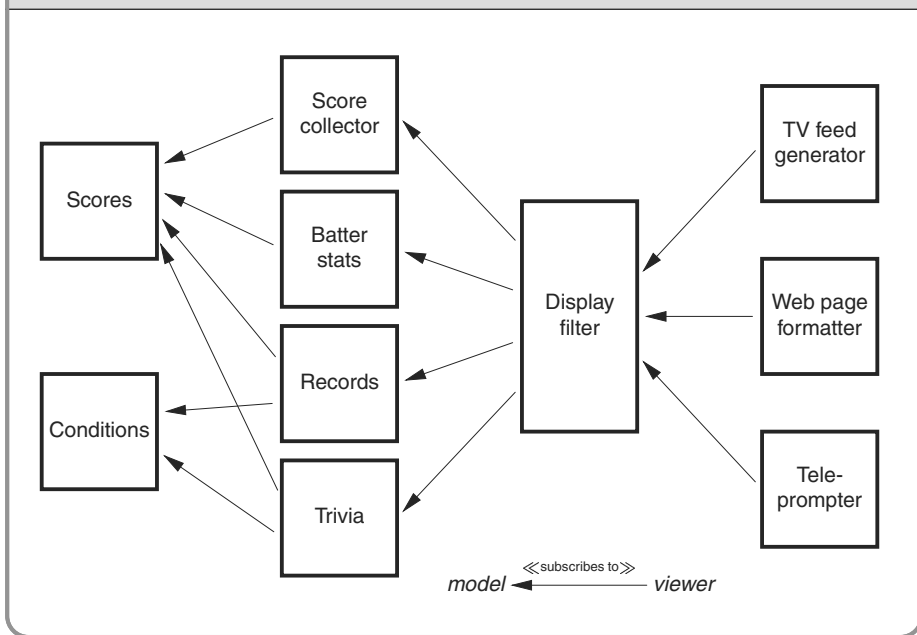 Scores
Conditions
Score
collector
Batter
stats
Records
Trivia
Display
filter
TV feed
generator
Web page
formatter
Tele-
prompter
model ≪subscribes to≫ viewer